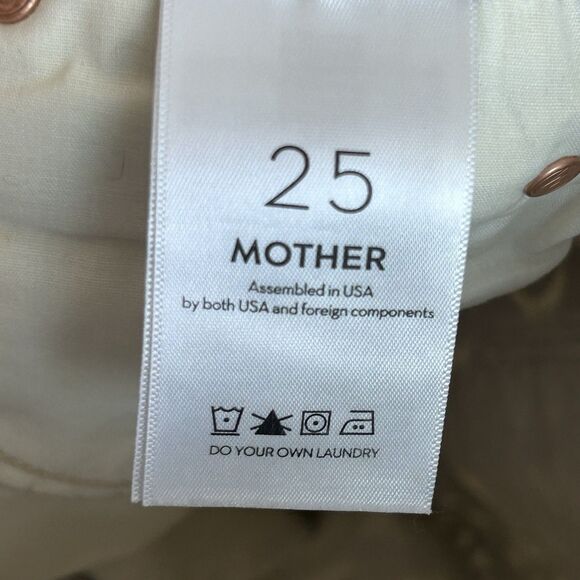 25
MOTHER
Assembled in USA
by both USA and foreign components
DO YOUR OWN LAUNDRY